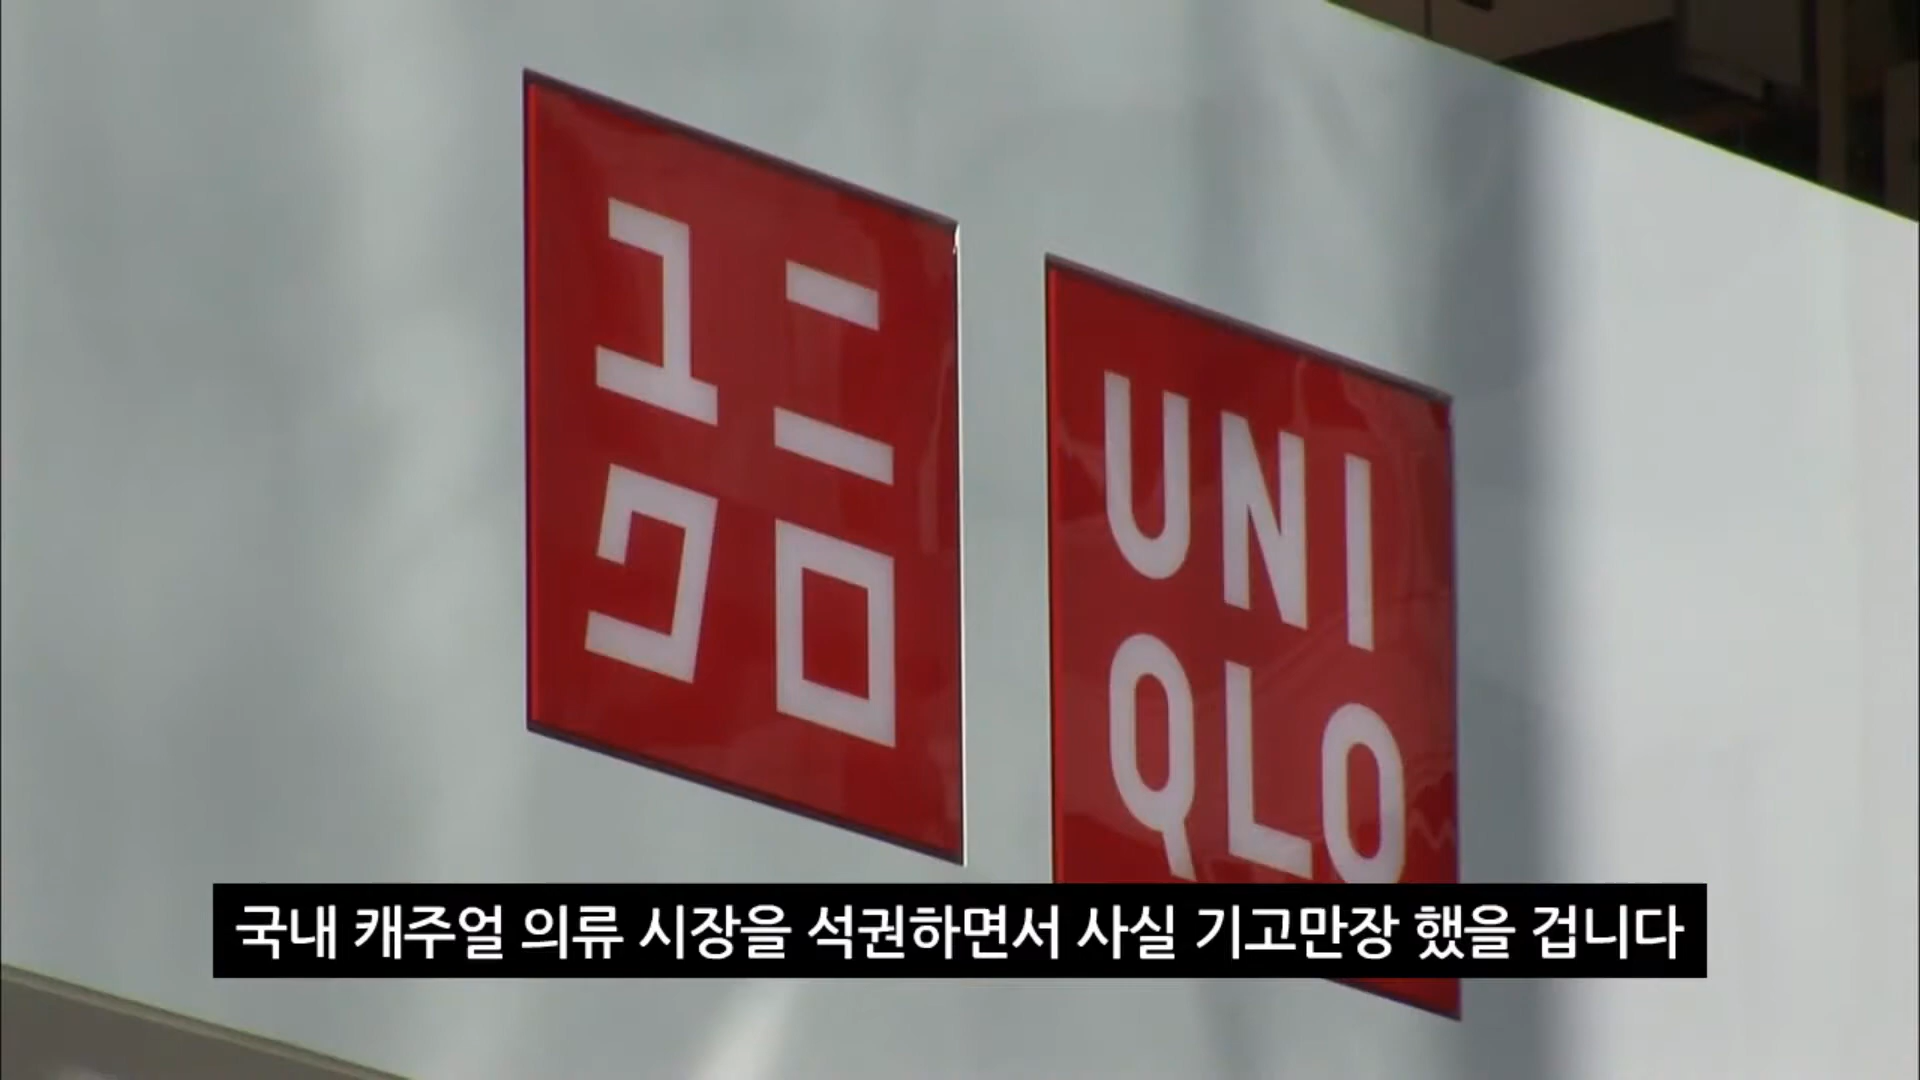 ユニ
クロ
UNI
QLO
국내 캐주얼 의류 시장을 석권하면서 사실 기고만장 했을 겁니다